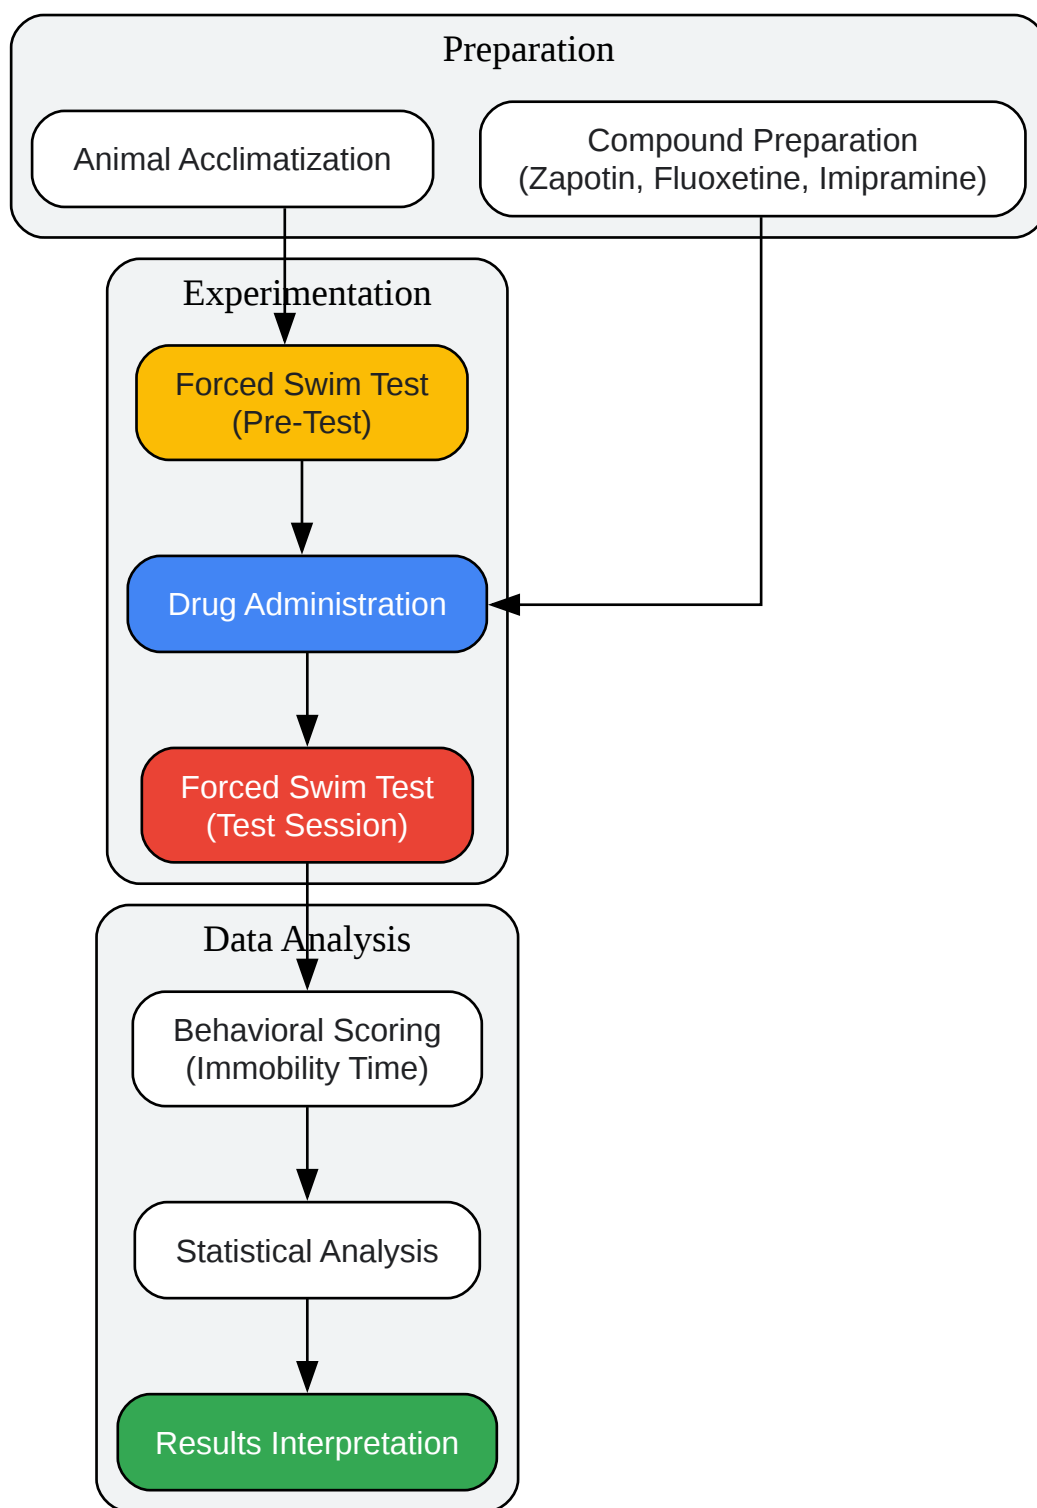 Preparation
Animal Acclimatization
Compound Preparation
(Zapotin, Fluoxetine, Imipramine)
Experimentation
Forced Swim Test
(Pre-Test)
Drug Administration
Forced Swim Test
(Test Session)
Data Analysis
Behavioral Scoring
(Immobility Time)
Statistical Analysis
Results Interpretation